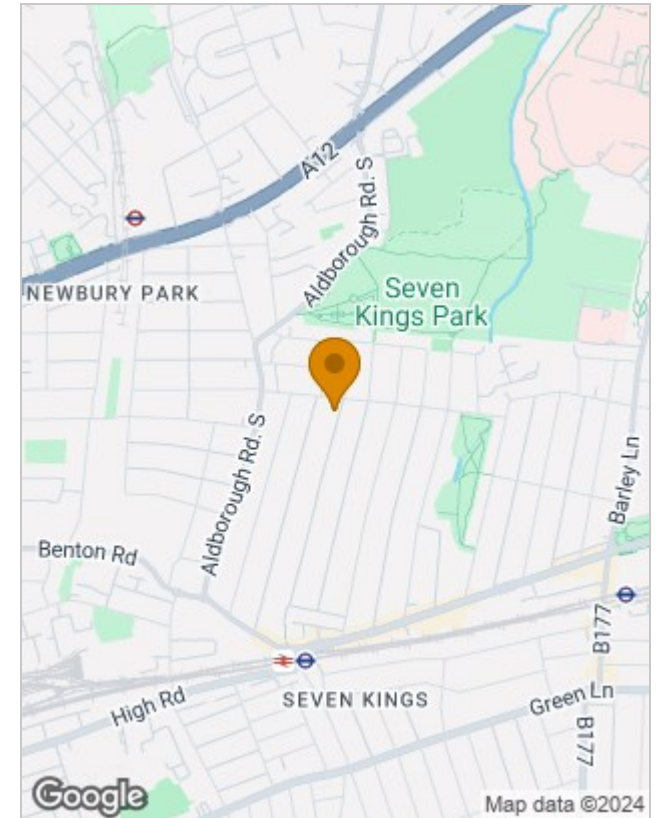 A12
Aldborough Rd. S
NEWBURY PARK
Seven
Kings Park
Aldborough Rd. S
Barley Ln
Benton Rd
B177
High Rd
SEVEN KINGS
Green Ln
B177
Google
Map data ©2024